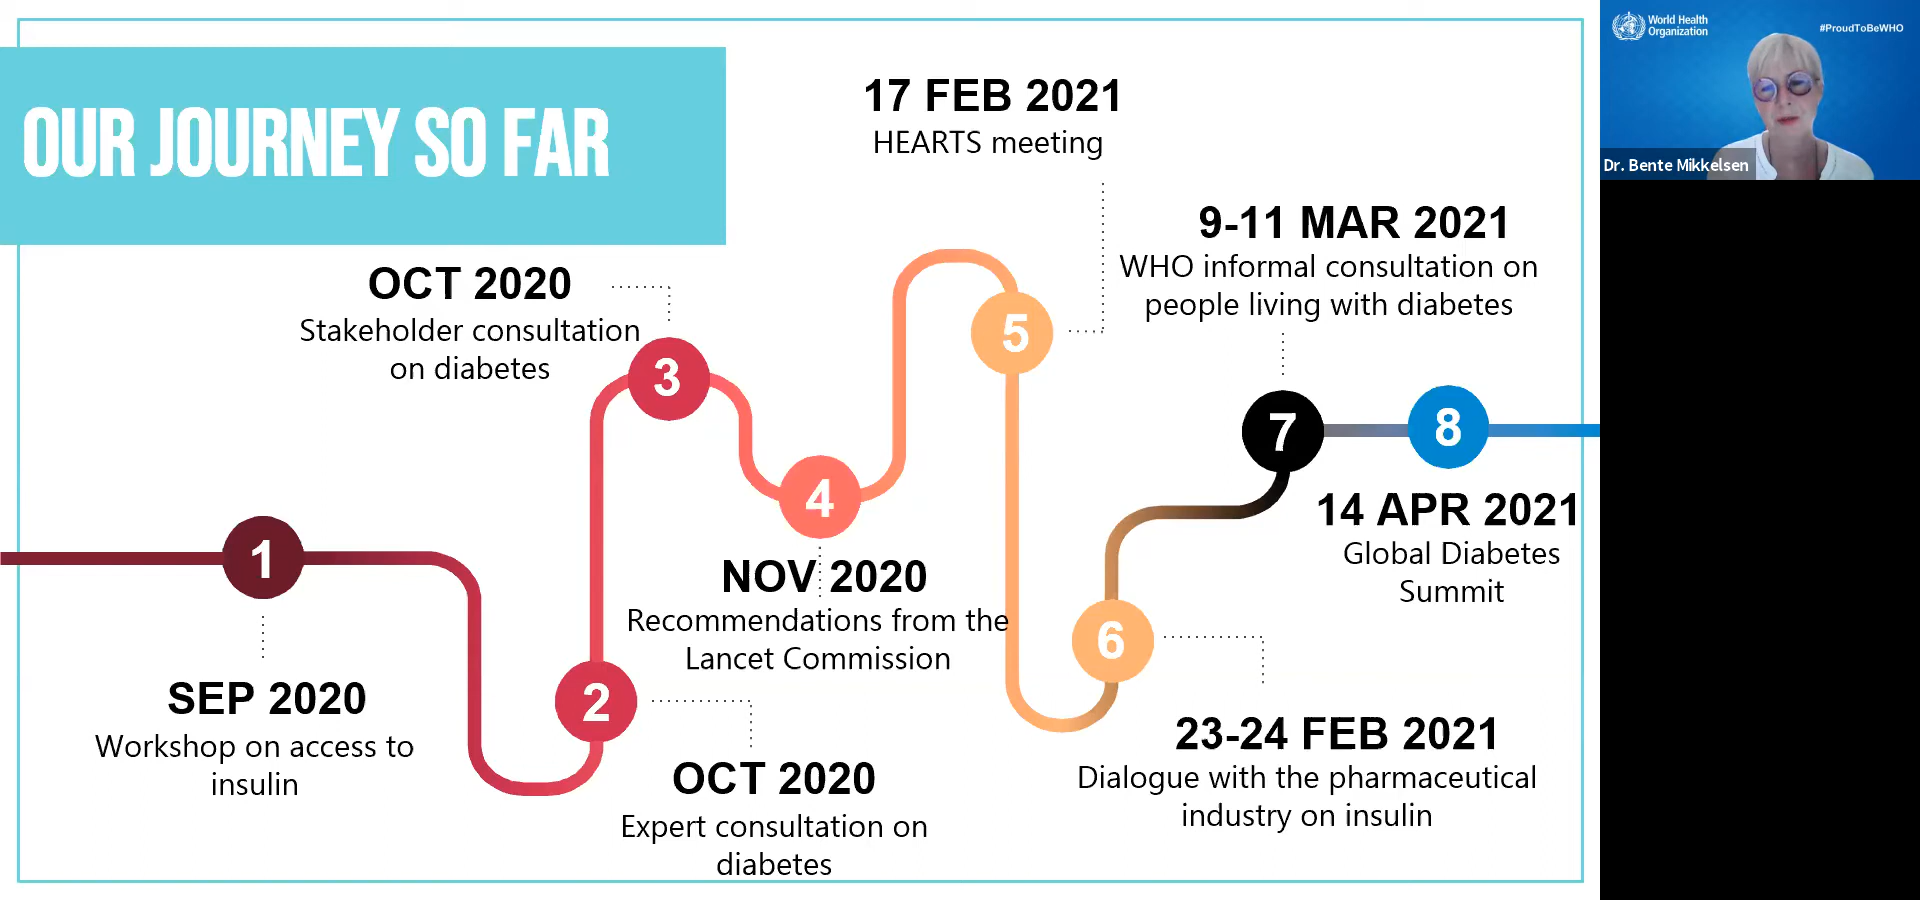 OUR JOURNEY SO FAR
17 FEB 2021
HEARTS meeting
9-11 MAR 2021
WHO informal consultation on
people living with diabetes
OCT 2020
Stakeholder consultation
on diabetes
3
5
7
8
4
14 APR 2021
Global Diabetes
Summit
1
NOV 2020
Recommendations from the
Lancet Commission
6
SEP 2020
Workshop on access to
insulin
2
23-24 FEB 2021
Dialogue with the pharmaceutical
industry on insulin
OCT 2020
Expert consultation on
diabetes
World Health
Organization
#ProudToBeWHO
Dr. Bente Mikkelsen